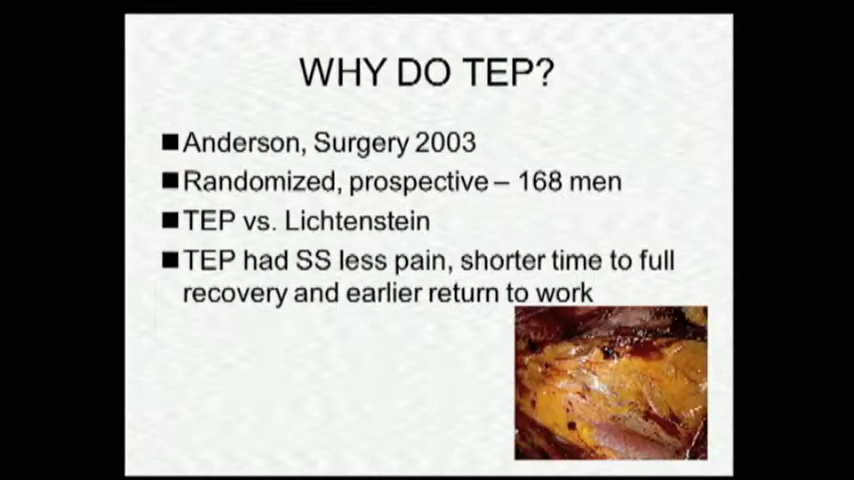 WHY DO TEP?
■ Anderson, Surgery 2003
■ Randomized, prospective – 168 men
■ TEP vs. Lichtenstein
■ TEP had SS less pain, shorter time to full
recovery and earlier return to work